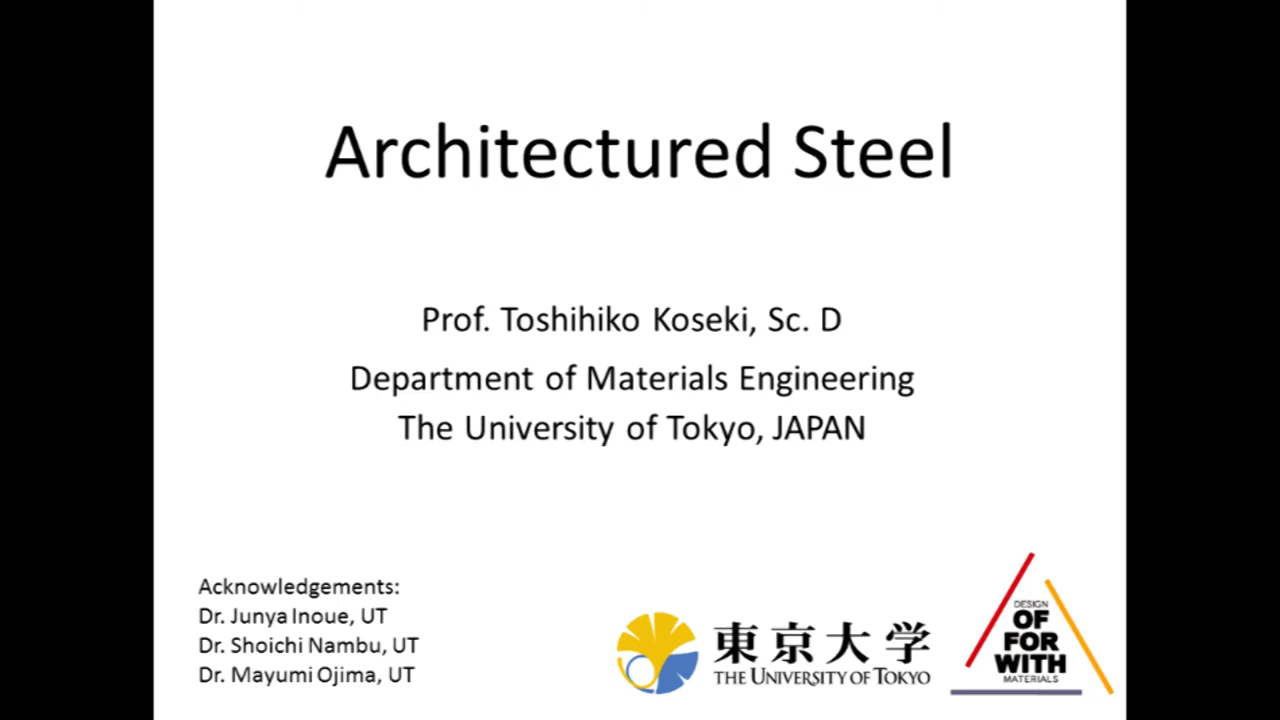 Architectured Steel
Prof. Toshihiko Koseki, Sc. D
Department of Materials Engineering
The University of Tokyo, JAPAN
Acknowledgements:
Dr. Junya Inoue, UT
Dr. Shoichi Nambu, UT
Dr. Mayumi Ojima, UT
東京大学
THE UNIVERSITY OF TOKYO
DESIGN
OF
FOR
WITH
MATERIALS